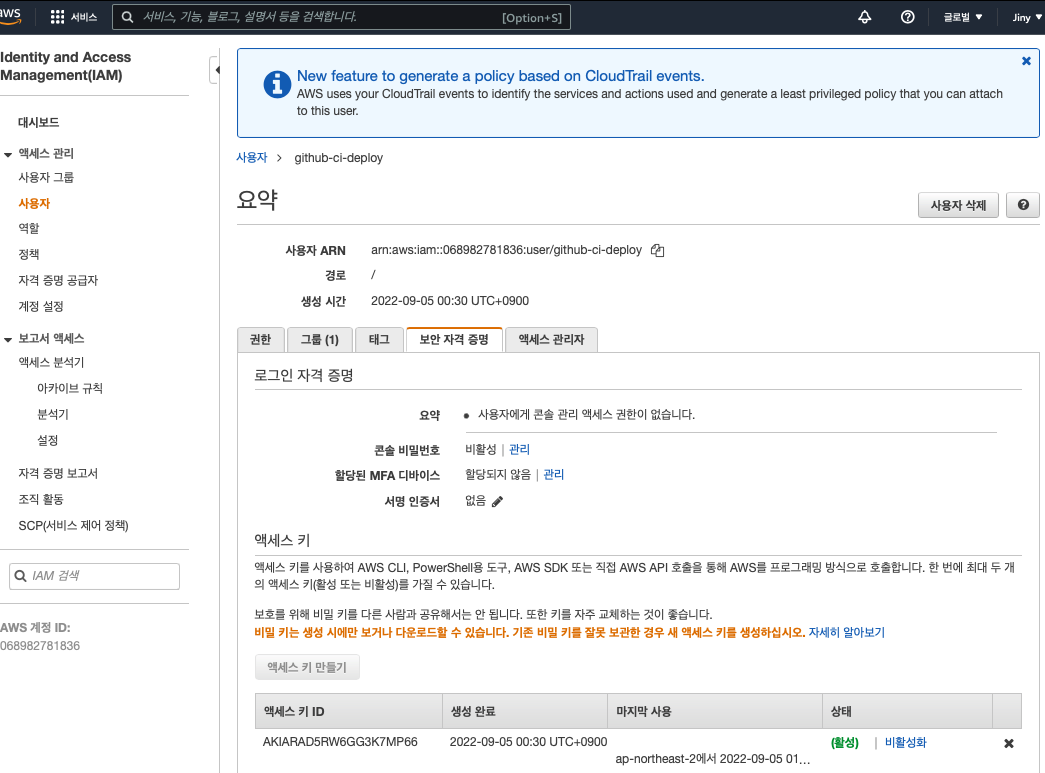 aws
서비스
서비스, 기능, 블로그, 설명서 등을 검색합니다.
[Option+S]
글로벌 ▼
Jiny ▼
Identity and Access
Management(IAM)
대시보드
액세스 관리
사용자 그룹
사용자
역할
정책
자격 증명 공급자
계정 설정
보고서 액세스
액세스 분석기
아카이브 규칙
분석기
설정
자격 증명 보고서
조직 활동
SCP(서비스 제어 정책)
IAM 검색
AWS 계정 ID:
068982781836
New feature to generate a policy based on CloudTrail events.
AWS uses your CloudTrail events to identify the services and actions used and generate a least privileged policy that you can attach
to this user.
사용자 > github-ci-deploy
요약
사용자 삭제
사용자 ARN arn:aws:iam::068982781836:user/github-ci-deploy
경로 /
생성 시간 2022-09-05 00:30 UTC+0900
권한 그룹 (1) 태그 보안 자격 증명 액세스 관리자
로그인 자격 증명
요약 • 사용자에게 콘솔 관리 액세스 권한이 없습니다.
콘솔 비밀번호 비활성 | 관리
할당된 MFA 디바이스 할당되지 않음 | 관리
서명 인증서 없음
액세스 키
액세스 키를 사용하여 AWS CLI, PowerShell용 도구, AWS SDK 또는 직접 AWS API 호출을 통해 AWS를 프로그래밍 방식으로 호출합니다. 한 번에 최대 두 개
의 액세스 키(활성 또는 비활성)를 가질 수 있습니다.
보호를 위해 비밀 키를 다른 사람과 공유해서는 안 됩니다. 또한 키를 자주 교체하는 것이 좋습니다.
비밀 키는 생성 시에만 보거나 다운로드할 수 있습니다. 기존 비밀 키를 잘못 보관한 경우 새 액세스 키를 생성하십시오. 자세히 알아보기
액세스 키 만들기
액세스 키 ID 생성 완료 마지막 사용 상태
AKIARAD5RW6GG3K7MP66 2022-09-05 00:30 UTC+0900 (활성) | 비활성화
ap-northeast-2에서 2022-09-05 01...